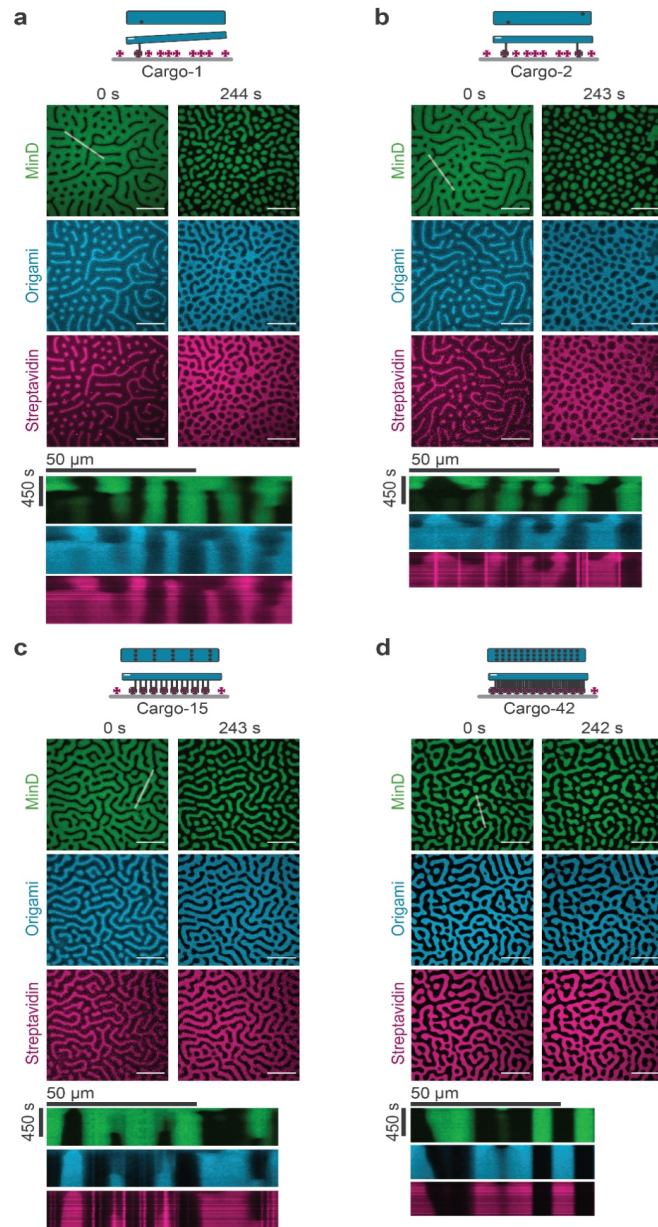 a
Cargo-1
0 s 244 s
MinD
Origami
Streptavidin
50 µm
450 s
b
Cargo-2
0 s 243 s
MinD
Origami
Streptavidin
50 µm
450 s
c
Cargo-15
0 s 243 s
MinD
Origami
Streptavidin
50 µm
450 s
d
Cargo-42
0 s 242 s
MinD
Origami
Streptavidin
50 µm
450 s